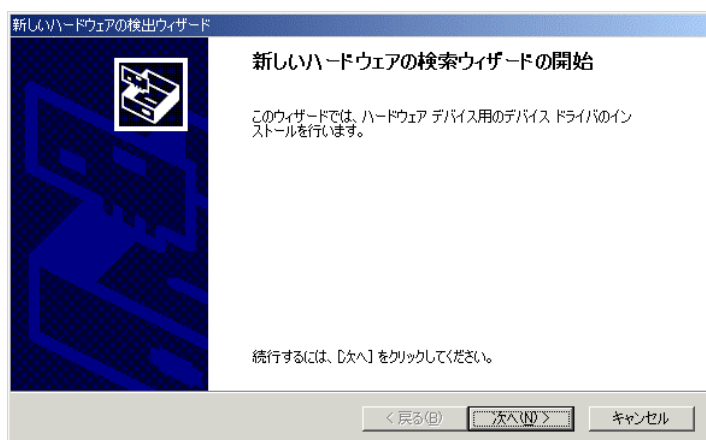 新しいハードウェアの検出ウィザード
新しいハードウェアの検索ウィザードの開始
このウィザードでは、ハードウェア デバイス用のデバイス ドライバのイン
ストールを行います。
続行するには、[次へ] をクリックしてください。
< 戻る(B)
次へ(N) >
キャンセル